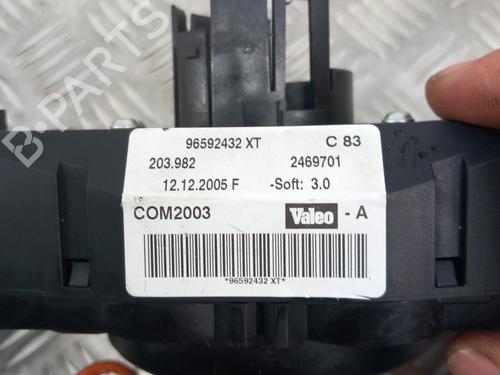 B-PARTS
96592432 XT C 83
203.982 2469701
12.12.2005 F -Soft: 3.0
COM2003 Valeo - A
*96592432 XT*